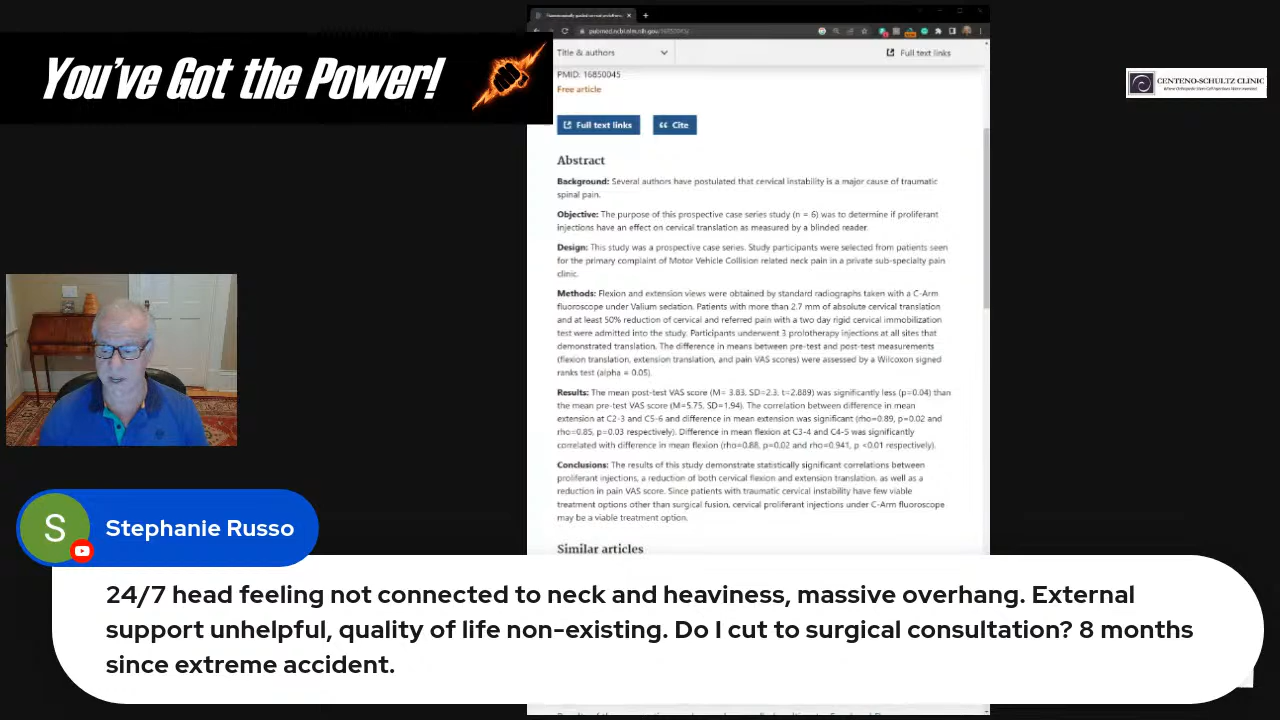 You've Got the Power!
pubmed.ncbi.nlm.nih.gov/16850045/
Title & authors
Full text links
PMID: 16850045
Free article
Full text links
Cite
CENTENO-SCHULTZ CLINIC
Abstract
Background: Several authors have postulated that cervical instability is a major cause of traumatic
spinal pain.
Objective: The purpose of this prospective case series study (n = 6) was to determine if proliferant
injections have an effect on cervical translation as measured by a blinded reader.
Design: This study was a prospective case series. Study participants were selected from patients seen
for the primary complaint of Motor Vehicle Collision related neck pain in a private sub-specialty pain
clinic.
Methods: Flexion and extension views were obtained by standard radiographs taken with a C-Arm
fluoroscope under Valium sedation. Patients with more than 2.7 mm of absolute cervical translation
and at least 50% reduction of cervical and referred pain with a two day rigid cervical immobilization
test were admitted into the study. Participants underwent 3 prolotherapy injections at all sites that
demonstrated translation. The difference in means between pre-test and post-test measurements
(flexion translation, extension translation, and pain VAS scores) were assessed by a Wilcoxon signed
ranks test (alpha = 0.05).
Results: The mean post-test VAS score (M= 3.83, SD=2.3, t=2.889) was significantly less (p=0.04) than
the mean pre-test VAS score (M=5.75, SD=1.94). The correlation between difference in mean
extension at C2-3 and C5-6 and difference in mean extension was significant (rho=0.89, p=0.02 and
rho=0.85, p=0.03 respectively). Difference in mean flexion at C3-4 and C4-5 was significantly
correlated with difference in mean flexion (rho=0.88, p=0.02 and rho=0.941, p <0.01 respectively).
Conclusions: The results of this study demonstrate statistically significant correlations between
proliferant injections, a reduction of both cervical flexion and extension translation, as well as a
reduction in pain VAS score. Since patients with traumatic cervical instability have few viable
treatment options other than surgical fusion, cervical proliferant injections under C-Arm fluoroscope
may be a viable treatment option.
Similar articles
S
Stephanie Russo
24/7 head feeling not connected to neck and heaviness, massive overhang. External
support unhelpful, quality of life non-existing. Do I cut to surgical consultation? 8 months
since extreme accident.